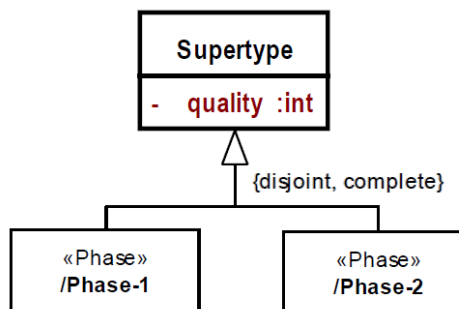 Supertype
- quality :int
{disjoint, complete}
«Phase»
/Phase-1
«Phase»
/Phase-2